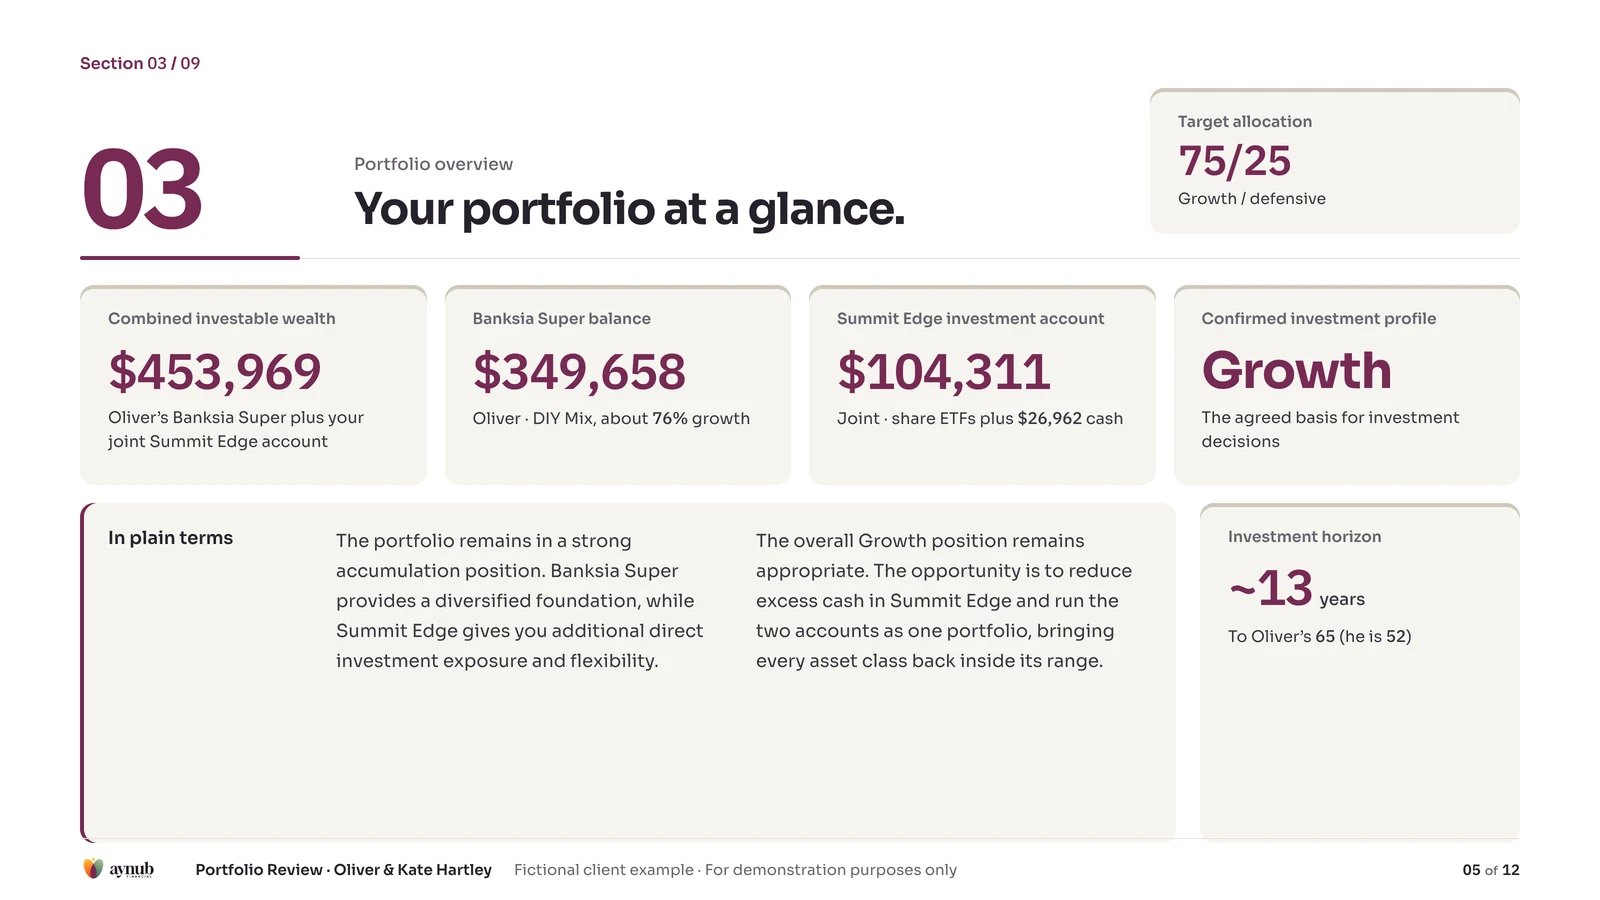 Section 03 / 09
03
Portfolio overview
Your portfolio at a glance.
Target allocation
75/25
Growth / defensive
Combined investable wealth
$453,969
Oliver’s Banksia Super plus your
joint Summit Edge account
Banksia Super balance
$349,658
Oliver · DIY Mix, about 76% growth
Summit Edge investment account
$104,311
Joint · share ETFs plus $26,962 cash
Confirmed investment profile
Growth
The agreed basis for investment
decisions
In plain terms
The portfolio remains in a strong
accumulation position. Banksia Super
provides a diversified foundation, while
Summit Edge gives you additional direct
investment exposure and flexibility.
The overall Growth position remains
appropriate. The opportunity is to reduce
excess cash in Summit Edge and run the
two accounts as one portfolio, bringing
every asset class back inside its range.
Investment horizon
~13 years
To Oliver’s 65 (he is 52)
aynub
FINANCIAL
Portfolio Review · Oliver & Kate Hartley
Fictional client example · For demonstration purposes only
05 of 12